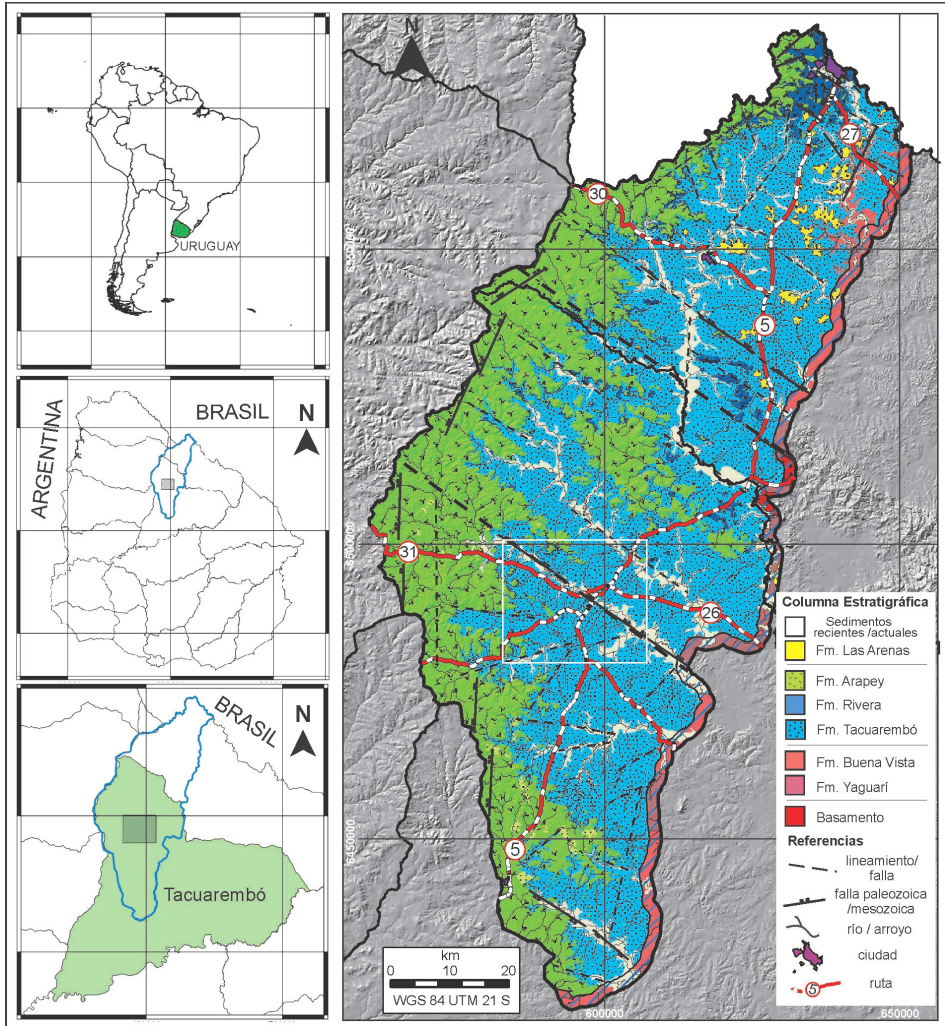 URUGUAY
ARGENTINA
BRASIL
N
BRASIL
N
Tacuarembó
N
27
30
5
31
26
5
6450000
600000
650000
km
0 10 20
WGS 84 UTM 21 S
Columna Estratigráfica
Sedimentos
recientes /actuales
Fm. Las Arenas
Fm. Arapey
Fm. Rivera
Fm. Tacuarembó
Fm. Buena Vista
Fm. Yaguarí
Basamento
Referencias
lineamiento/
falla
falla paleozoica
/mesozoica
río / arroyo
ciudad
5
ruta